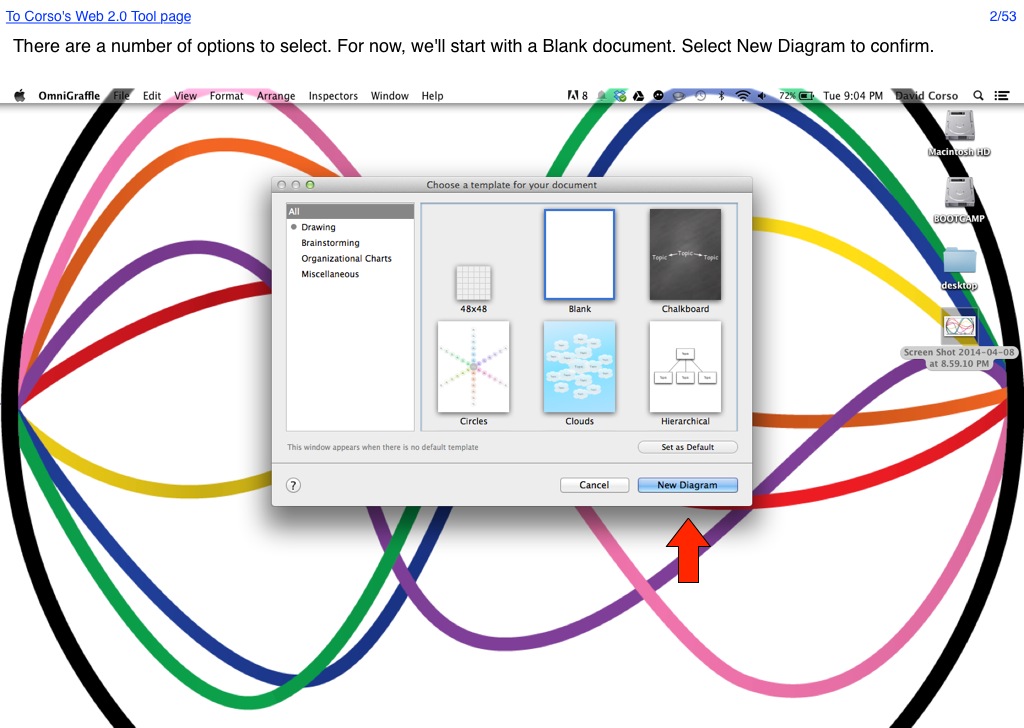 To Corso's Web 2.0 Tool page 2/53
There are a number of options to select. For now, we'll start with a Blank document. Select New Diagram to confirm.
OmniGraffle File Edit View Format Arrange Inspectors Window Help 8 72% Tue 9:04 PM David Corso
Macintosh HD
BOOTCAMP
desktop
Screen Shot 2014-04-08
at 8.59.10 PM
Choose a template for your document
All
Drawing
Brainstorming
Organizational Charts
Miscellaneous
Topic Topic Topic
48x48 Blank Chalkboard
Circles Clouds Hierarchical
This window appears when there is no default template Set as Default
? Cancel New Diagram